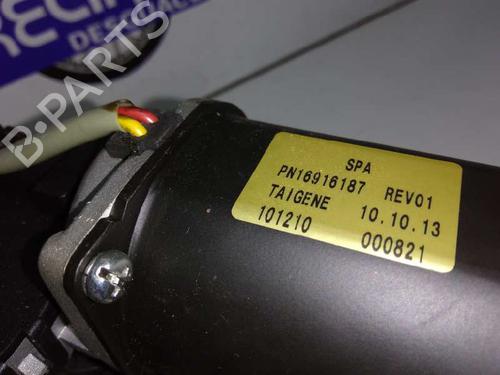 B-PARTS
SPA
PN16916187 REV01
TAIGENE 10.10.13
101210 000821